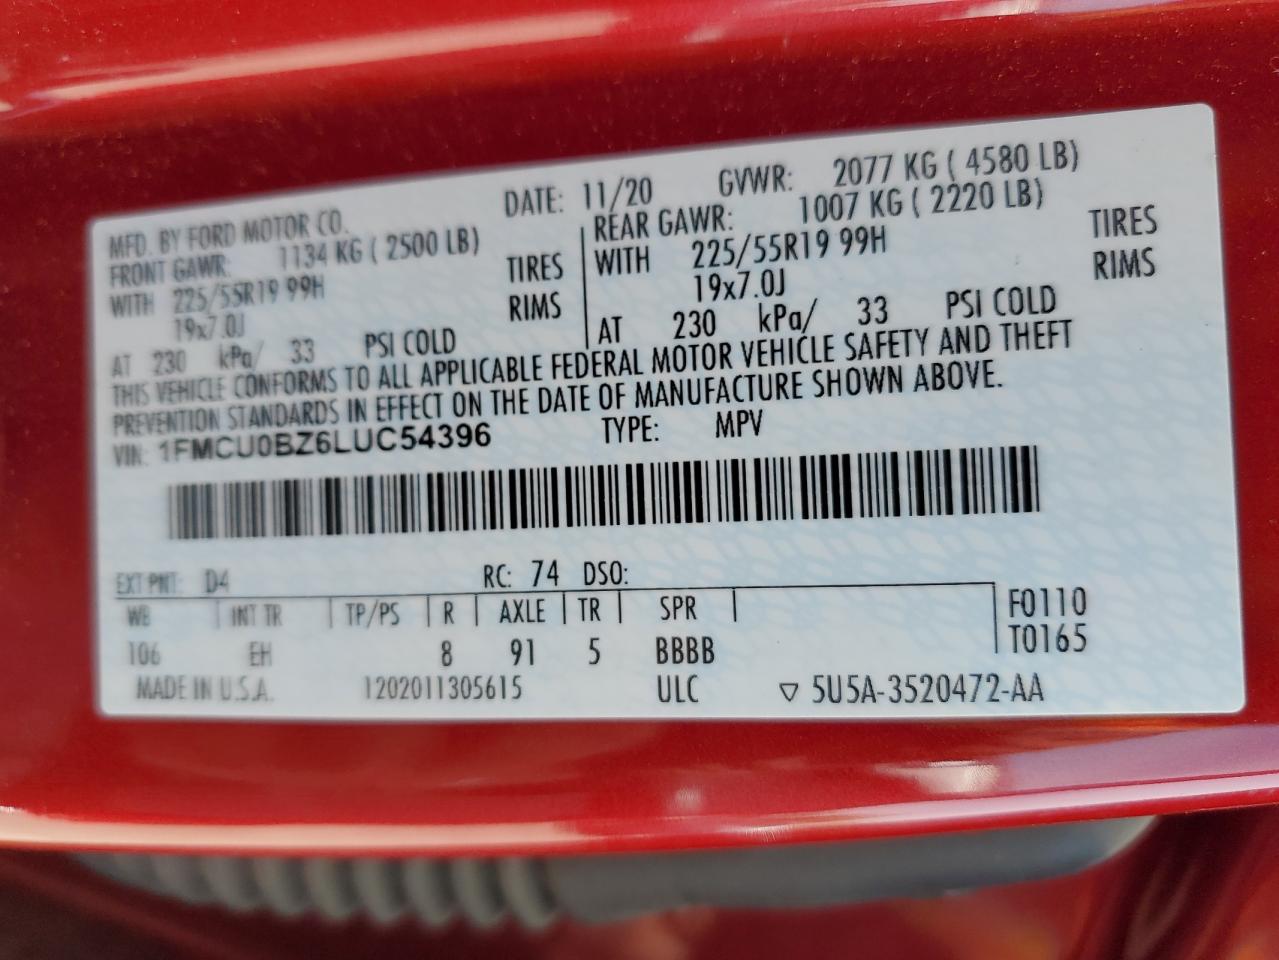 MFD. BY FORD MOTOR CO. DATE: 11/20 GVWR: 2077 KG ( 4580 LB)
FRONT GAWR: 1134 KG ( 2500 LB) REAR GAWR: 1007 KG ( 2220 LB)
WITH 225/55R19 99H TIRES WITH 225/55R19 99H TIRES
19x7.0J RIMS 19x7.0J RIMS
AT 230 kPa/ 33 PSI COLD AT 230 kPa/ 33 PSI COLD
THIS VEHICLE CONFORMS TO ALL APPLICABLE FEDERAL MOTOR VEHICLE SAFETY AND THEFT
PREVENTION STANDARDS IN EFFECT ON THE DATE OF MANUFACTURE SHOWN ABOVE.
VIN: 1FMCU0BZ6LUC54396 TYPE: MPV
EXT PNT: D4 RC: 74 DSO:
WB INT TR TP/PS R AXLE TR SPR F0110
106 EH 8 91 5 BBBB T0165
MADE IN U.S.A. 1202011305615 ULC ▽ 5U5A-3520472-AA